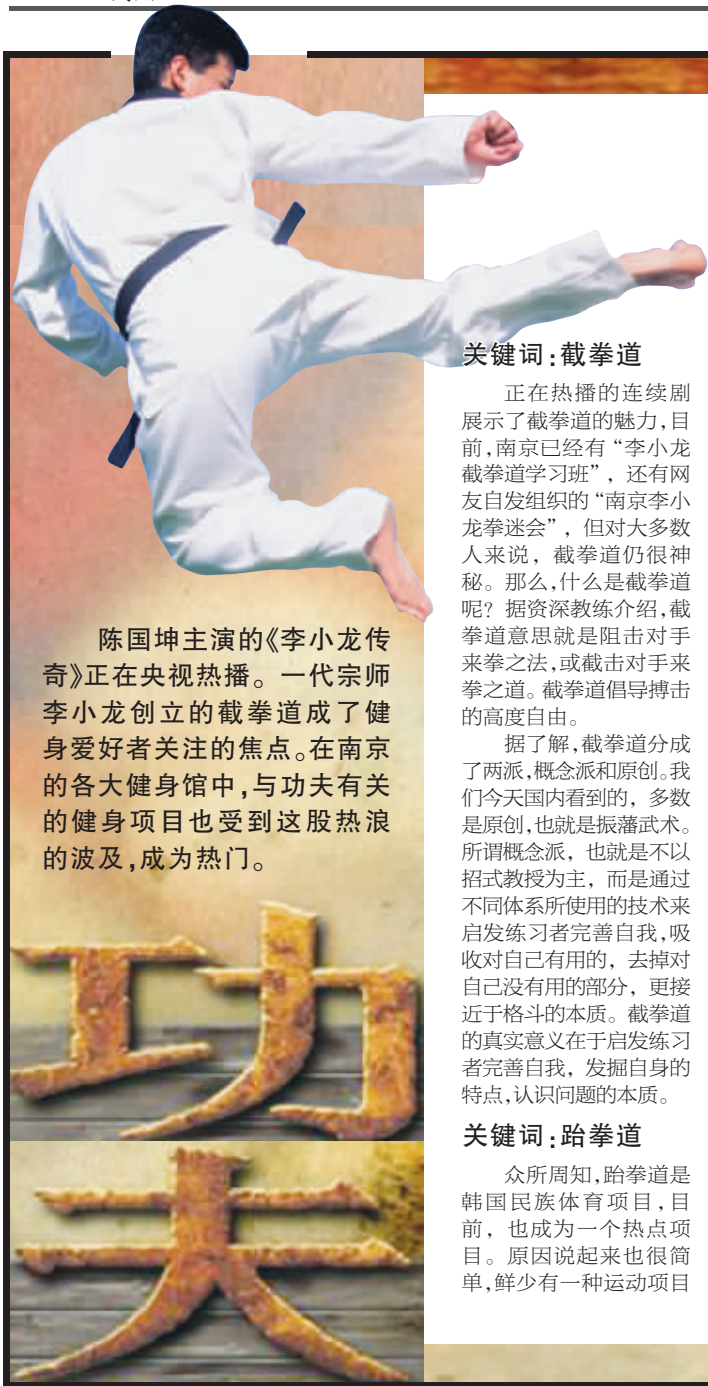 陈国坤主演的《李小龙传
奇》正在央视热播。一代宗师
李小龙创立的截拳道成了健
身爱好者关注的焦点。在南京
的各大健身馆中,与功夫有关
的健身项目也受到这股热浪
的波及,成为热门。
功
夫
关键词:截拳道
正在热播的连续剧
展示了截拳道的魅力,目
前,南京已经有“李小龙
截拳道学习班”，还有网
友自发组织的“南京李小
龙拳迷会”，但对大多数
人来说，截拳道仍很神
秘。那么,什么是截拳道
呢？据资深教练介绍,截
拳道意思就是阻击对手
来拳之法,或截击对手来
拳之道。截拳道倡导搏击
的高度自由。
据了解,截拳道分成
了两派,概念派和原创。我
们今天国内看到的，多数
是原创,也就是振藩武术。
所谓概念派，也就是不以
招式教授为主，而是通过
不同体系所使用的技术来
启发练习者完善自我,吸
收对自己有用的，去掉对
自己没有用的部分，更接
近于格斗的本质。截拳道
的真实意义在于启发练习
者完善自我，发掘自身的
特点,认识问题的本质。
关键词:跆拳道
众所周知,跆拳道是
韩国民族体育项目,目
前，也成为一个热点项
目。原因说起来也很简
单,鲜少有一种运动项目